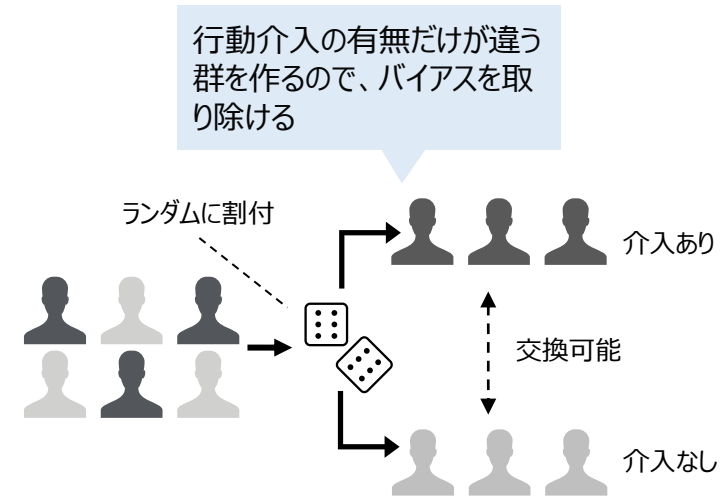 行動介入の有無だけが違う
群を作るので、バイアスを取
り除ける
ランダムに割付
介入あり
交換可能
介入なし